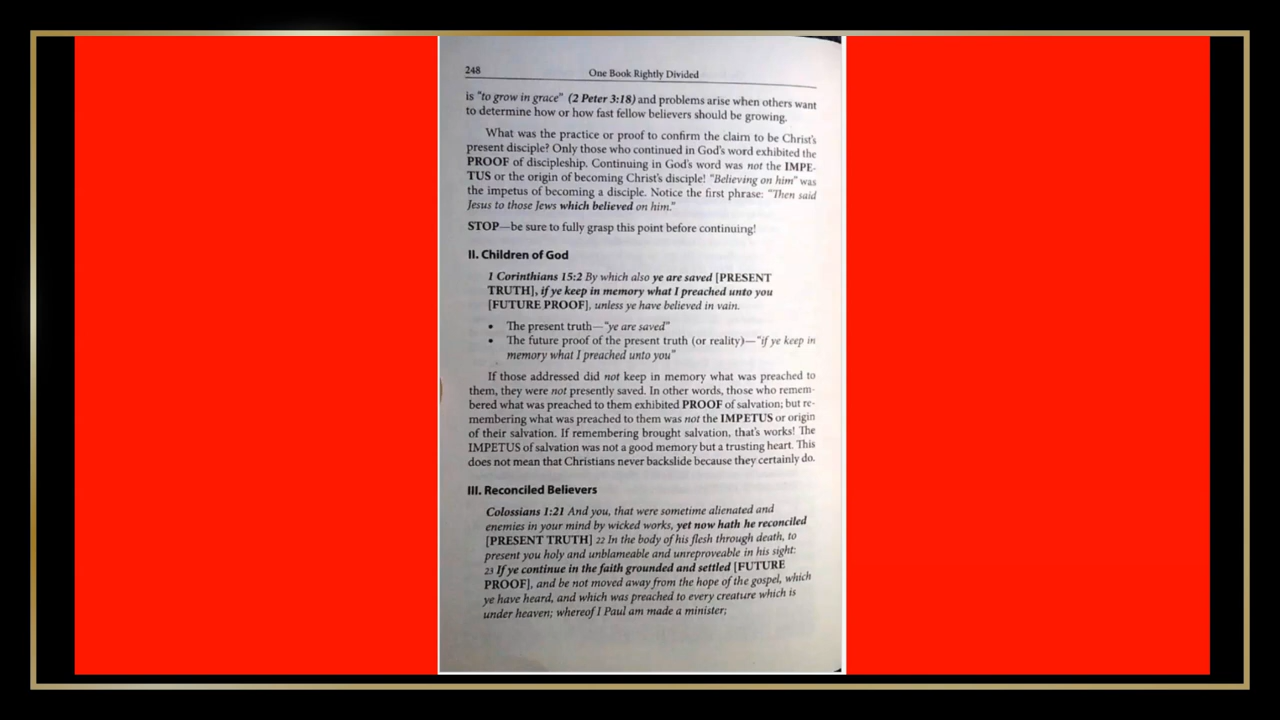 248
One Book Rightly Divided
is "to grow in grace" (2 Peter 3:18) and problems arise when others want
to determine how or how fast fellow believers should be growing.
What was the practice or proof to confirm the claim to be Christ's
present disciple? Only those who continued in God's word exhibited the
PROOF of discipleship. Continuing in God's word was not the IMPE-
TUS or the origin of becoming Christ's disciple! "Believing on him" was
the impetus of becoming a disciple. Notice the first phrase: "Then said
Jesus to those Jews which believed on him."
STOP—be sure to fully grasp this point before continuing!
II. Children of God
1 Corinthians 15:2 By which also ye are saved [PRESENT
TRUTH], if ye keep in memory what I preached unto you
[FUTURE PROOF], unless ye have believed in vain.
• The present truth—"ye are saved"
• The future proof of the present truth (or reality)—"if ye keep in
memory what I preached unto you"
If those addressed did not keep in memory what was preached to
them, they were not presently saved. In other words, those who remem-
bered what was preached to them exhibited PROOF of salvation; but re-
membering what was preached to them was not the IMPETUS or origin
of their salvation. If remembering brought salvation, that's works! The
IMPETUS of salvation was not a good memory but a trusting heart. This
does not mean that Christians never backslide because they certainly do.
III. Reconciled Believers
Colossians 1:21 And you, that were sometime alienated and
enemies in your mind by wicked works, yet now hath he reconciled
[PRESENT TRUTH] 22 In the body of his flesh through death, to
present you holy and unblameable and unreproveable in his sight:
23 If ye continue in the faith grounded and settled [FUTURE
PROOF], and be not moved away from the hope of the gospel, which
ye have heard, and which was preached to every creature which is
under heaven; whereof I Paul am made a minister;